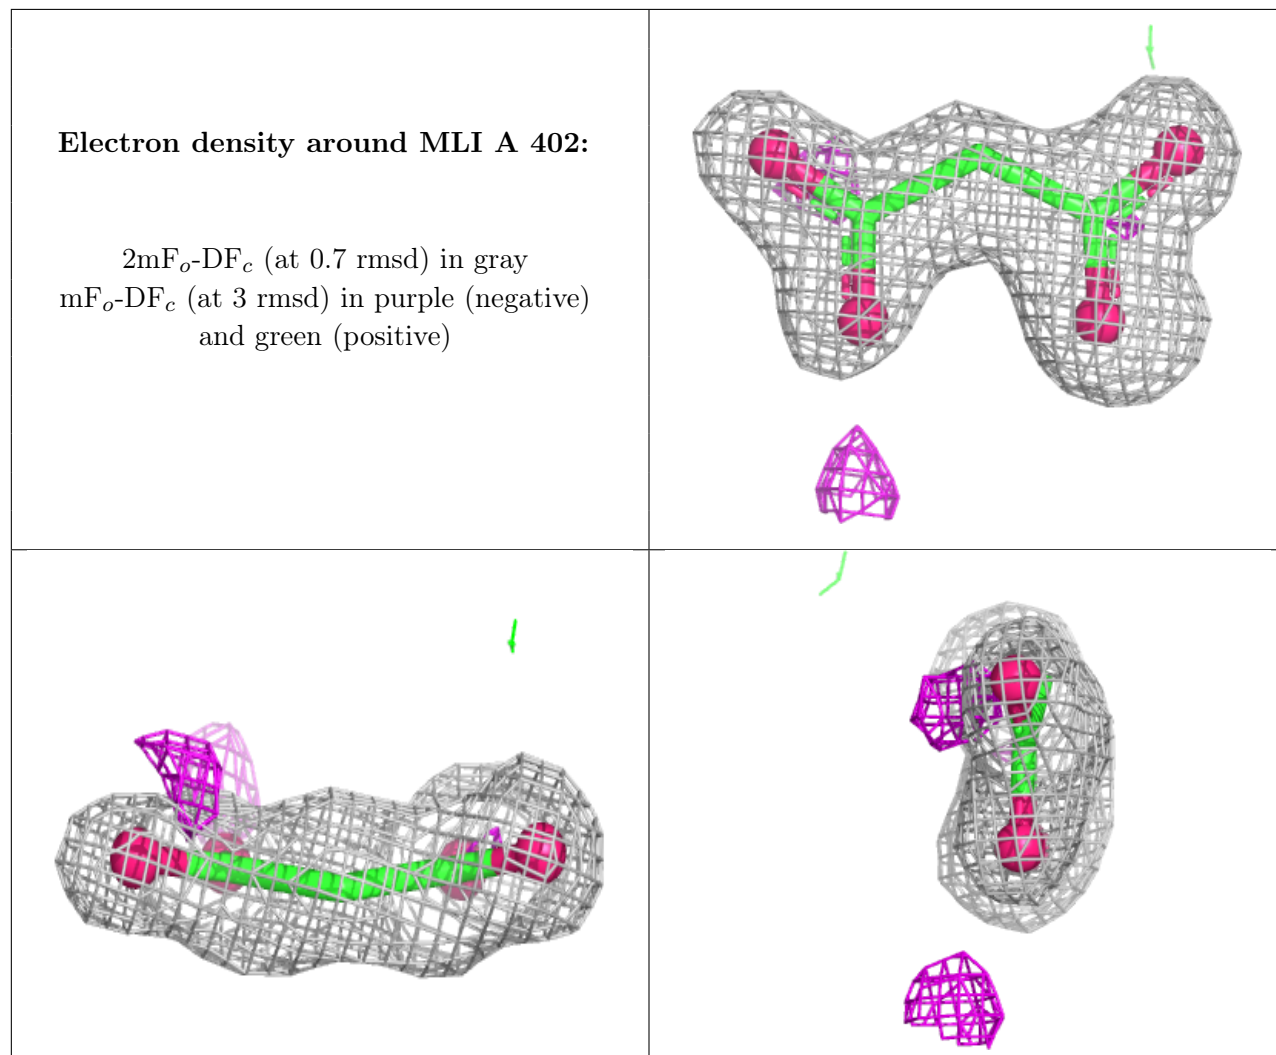 Electron density around MLI A 402:
2mFₒ-DF𝒸 (at 0.7 rmsd) in gray
mFₒ-DF𝒸 (at 3 rmsd) in purple (negative)
and green (positive)